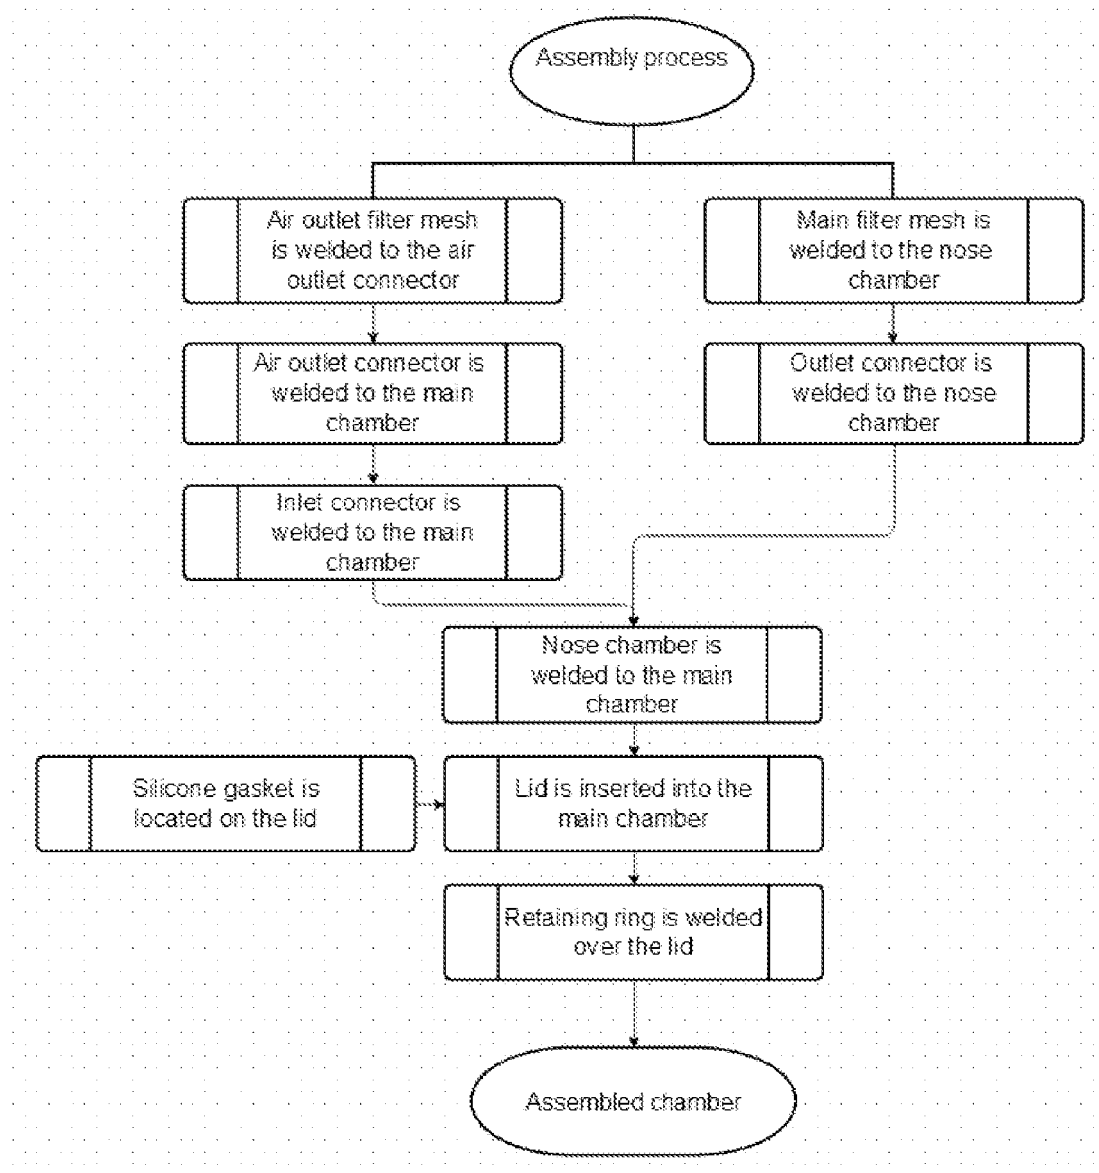 Assembly process
Air outlet filter mesh
is welded to the air
outlet connector
Main filter mesh is
welded to the nose
chamber
Air outlet connector is
welded to the main
chamber
Outlet connector is
welded to the nose
chamber
Inlet connector is
welded to the main
chamber
Nose chamber is
welded to the main
chamber
Silicone gasket is
located on the lid
Lid is inserted into the
main chamber
Retaining ring is welded
over the lid
Assembled chamber